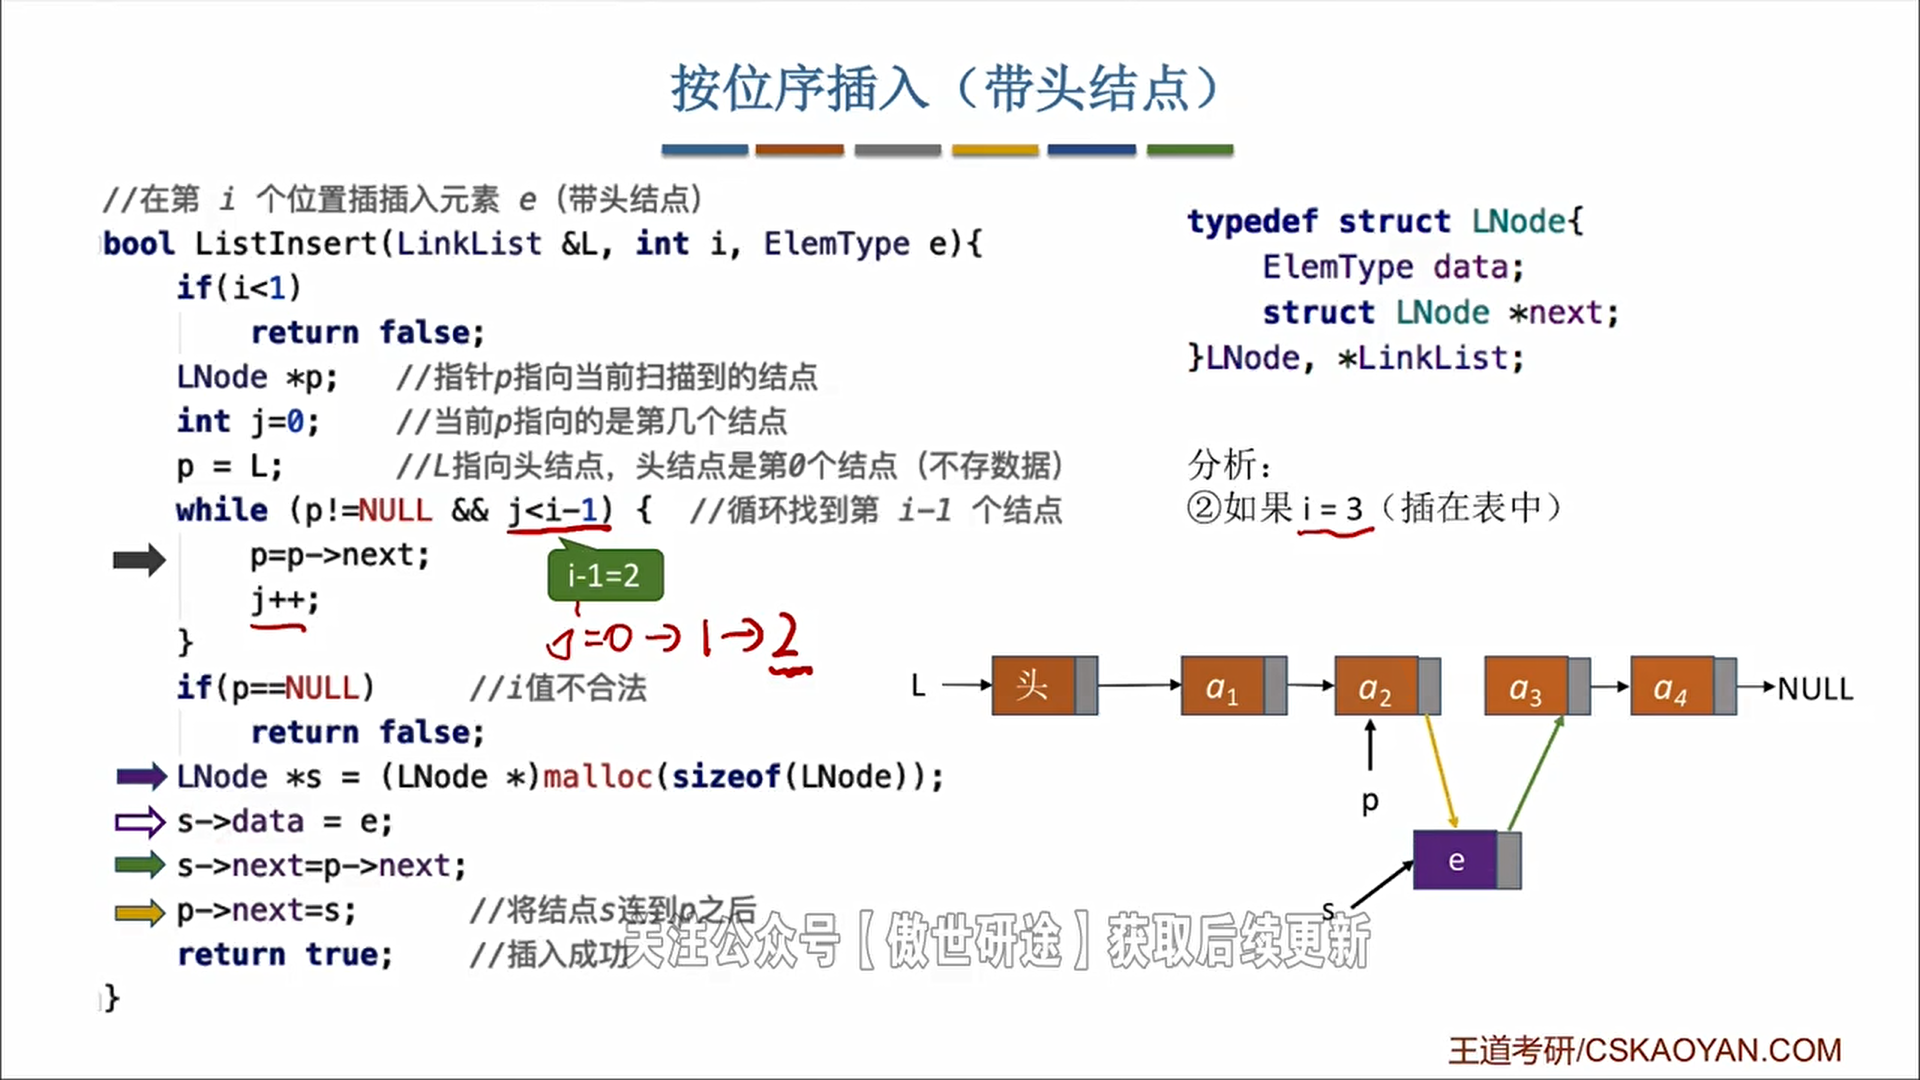 按位序插入（带头结点）
//在第 i 个位置插插入元素 e（带头结点）
bool ListInsert(LinkList &L, int i, ElemType e){
if(i<1)
return false;
LNode *p; //指针p指向当前扫描到的结点
int j=0; //当前p指向的是第几个结点
p = L; //L指向头结点，头结点是第0个结点（不存数据）
while (p!=NULL && j<i-1) { //循环找到第 i-1 个结点
p=p->next;
j++;
}
i-1=2
j=0→1→2
if(p==NULL) //i值不合法
return false;
LNode *s = (LNode *)malloc(sizeof(LNode));
s->data = e;
s->next=p->next;
p->next=s; //将结点s连到p之后
return true; //插入成功
}
typedef struct LNode{
ElemType data;
struct LNode *next;
}LNode, *LinkList;
分析：
②如果 i = 3（插在表中）
L 头 a1 a2 a3 a4 NULL
p
e
s
关注公众号【傲世研途】获取后续更新
王道考研/CSKAOYAN.COM